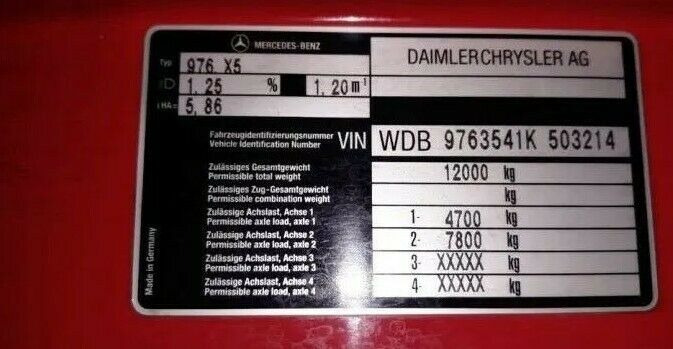 MERCEDES-BENZ
Typ 976 X5
1,25 % 1,20m¹
iHA= 5,86
DAIMLERCHRYSLER AG
Fahrzeugidentifizierungsnummer
Vehicle Identification Number VIN WDB 9763541K 503214
Zulässiges Gesamtgewicht
Permissible total weight 12000 kg
Zulässiges Zug-Gesamtgewicht
Permissible combination weight kg
Zulässige Achslast, Achse 1
Permissible axle load, axle 1 1- 4700 kg
Zulässige Achslast, Achse 2
Permissible axle load, axle 2 2- 7800 kg
Zulässige Achslast, Achse 3
Permissible axle load, axle 3 3- XXXXX kg
Zulässige Achslast, Achse 4
Permissible axle load, axle 4 4- XXXXX kg
Made in Germany